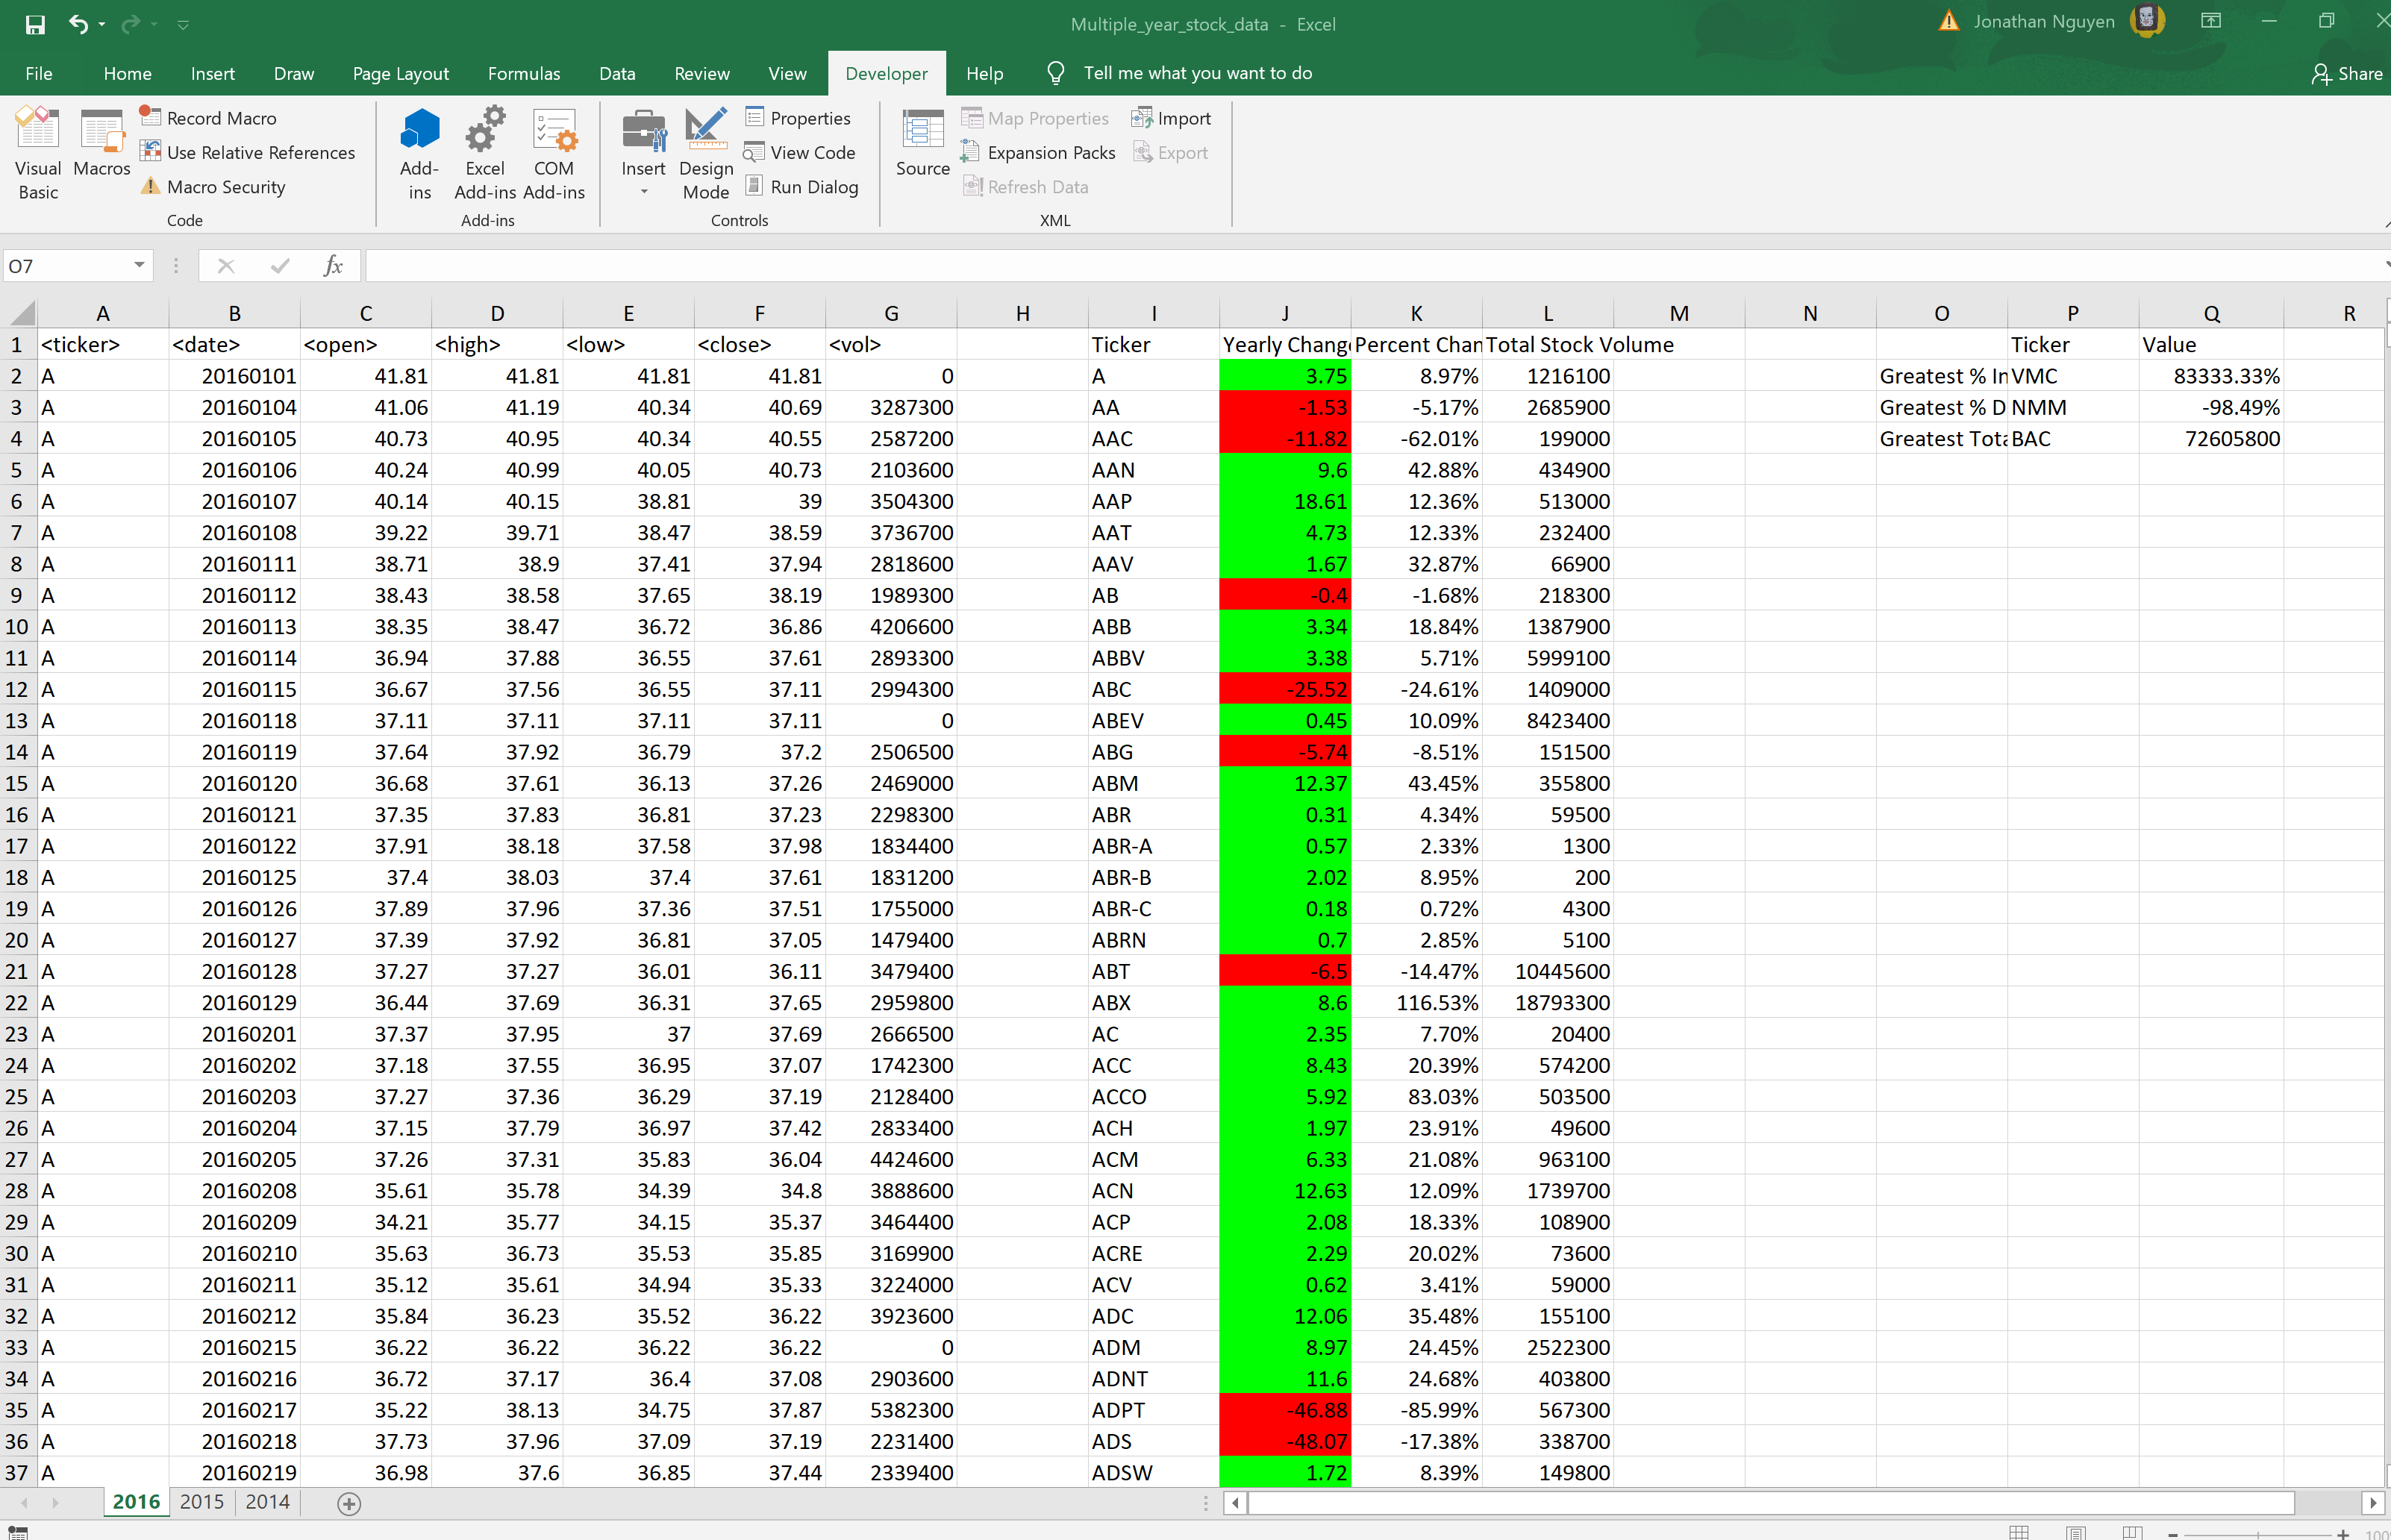 Multiple_year_stock_data - Excel
Jonathan Nguyen
File Home Insert Draw Page Layout Formulas Data Review View Developer Help Tell me what you want to do Share
Visual Basic
Macros
Record Macro
Use Relative References
Macro Security
Code
Add-ins
Excel Add-ins
COM Add-ins
Add-ins
Insert
Design Mode
Properties
View Code
Run Dialog
Controls
Source
Map Properties
Expansion Packs
Refresh Data
Import
Export
XML
O7
fx
A B C D E F G H I J K L M N O P Q R
1 <ticker> <date> <open> <high> <low> <close> <vol> Ticker Yearly Change Percent Chan Total Stock Volume Ticker Value
2 A 20160101 41.81 41.81 41.81 41.81 0 A 3.75 8.97% 1216100 Greatest % In VMC 83333.33%
3 A 20160104 41.06 41.19 40.34 40.69 3287300 AA -1.53 -5.17% 2685900 Greatest % D NMM -98.49%
4 A 20160105 40.73 40.95 40.34 40.55 2587200 AAC -11.82 -62.01% 199000 Greatest Tota BAC 72605800
5 A 20160106 40.24 40.99 40.05 40.73 2103600 AAN 9.6 42.88% 434900
6 A 20160107 40.14 40.15 38.81 39 3504300 AAP 18.61 12.36% 513000
7 A 20160108 39.22 39.71 38.47 38.59 3736700 AAT 4.73 12.33% 232400
8 A 20160111 38.71 38.9 37.41 37.94 2818600 AAV 1.67 32.87% 66900
9 A 20160112 38.43 38.58 37.65 38.19 1989300 AB -0.4 -1.68% 218300
10 A 20160113 38.35 38.47 36.72 36.86 4206600 ABB 3.34 18.84% 1387900
11 A 20160114 36.94 37.88 36.55 37.61 2893300 ABBV 3.38 5.71% 5999100
12 A 20160115 36.67 37.56 36.55 37.11 2994300 ABC -25.52 -24.61% 1409000
13 A 20160118 37.11 37.11 37.11 37.11 0 ABEV 0.45 10.09% 8423400
14 A 20160119 37.64 37.92 36.79 37.2 2506500 ABG -5.74 -8.51% 151500
15 A 20160120 36.68 37.61 36.13 37.26 2469000 ABM 12.37 43.45% 355800
16 A 20160121 37.35 37.83 36.81 37.23 2298300 ABR 0.31 4.34% 59500
17 A 20160122 37.91 38.18 37.58 37.98 1834400 ABR-A 0.57 2.33% 1300
18 A 20160125 37.4 38.03 37.4 37.61 1831200 ABR-B 2.02 8.95% 200
19 A 20160126 37.89 37.96 37.36 37.51 1755000 ABR-C 0.18 0.72% 4300
20 A 20160127 37.39 37.92 36.81 37.05 1479400 ABRN 0.7 2.85% 5100
21 A 20160128 37.27 37.27 36.01 36.11 3479400 ABT -6.5 -14.47% 10445600
22 A 20160129 36.44 37.69 36.31 37.65 2959800 ABX 8.6 116.53% 18793300
23 A 20160201 37.37 37.95 37 37.69 2666500 AC 2.35 7.70% 20400
24 A 20160202 37.18 37.55 36.95 37.07 1742300 ACC 8.43 20.39% 574200
25 A 20160203 37.27 37.36 36.29 37.19 2128400 ACCO 5.92 83.03% 503500
26 A 20160204 37.15 37.79 36.97 37.42 2833400 ACH 1.97 23.91% 49600
27 A 20160205 37.26 37.31 35.83 36.04 4424600 ACM 6.33 21.08% 963100
28 A 20160208 35.61 35.78 34.39 34.8 3888600 ACN 12.63 12.09% 1739700
29 A 20160209 34.21 35.77 34.15 35.37 3464400 ACP 2.08 18.33% 108900
30 A 20160210 35.63 36.73 35.53 35.85 3169900 ACRE 2.29 20.02% 73600
31 A 20160211 35.12 35.61 34.94 35.33 3224000 ACV 0.62 3.41% 59000
32 A 20160212 35.84 36.23 35.52 36.22 3923600 ADC 12.06 35.48% 155100
33 A 20160215 36.22 36.22 36.22 36.22 0 ADM 8.97 24.45% 2522300
34 A 20160216 36.72 37.17 36.4 37.08 2903600 ADNT 11.6 24.68% 403800
35 A 20160217 35.22 38.13 34.75 37.87 5382300 ADPT -46.88 -85.99% 567300
36 A 20160218 37.73 37.96 37.09 37.19 2231400 ADS -48.07 -17.38% 338700
37 A 20160219 36.98 37.6 36.85 37.44 2339400 ADSW 1.72 8.39% 149800
2016 2015 2014
100